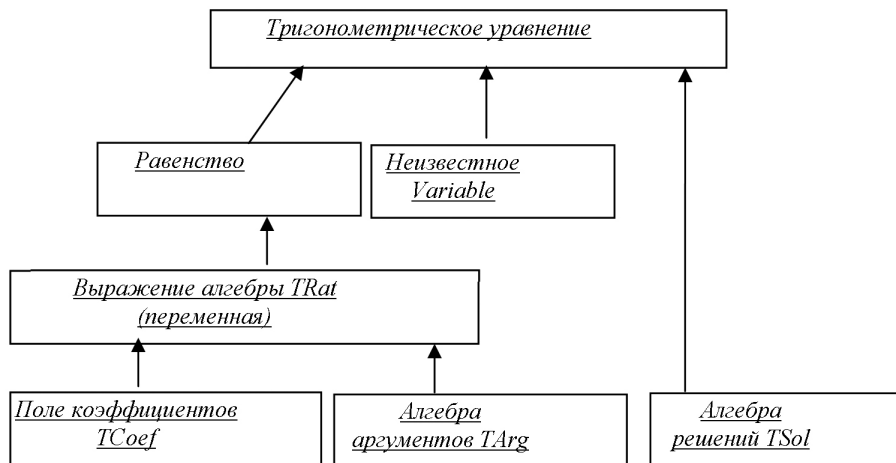 Тригонометрическое уравнение
Равенство
Неизвестное
Variable
Выражение алгебры TRat
(переменная)
Поле коэффициентов
TCoef
Алгебра
аргументов TArg
Алгебра
решений TSol